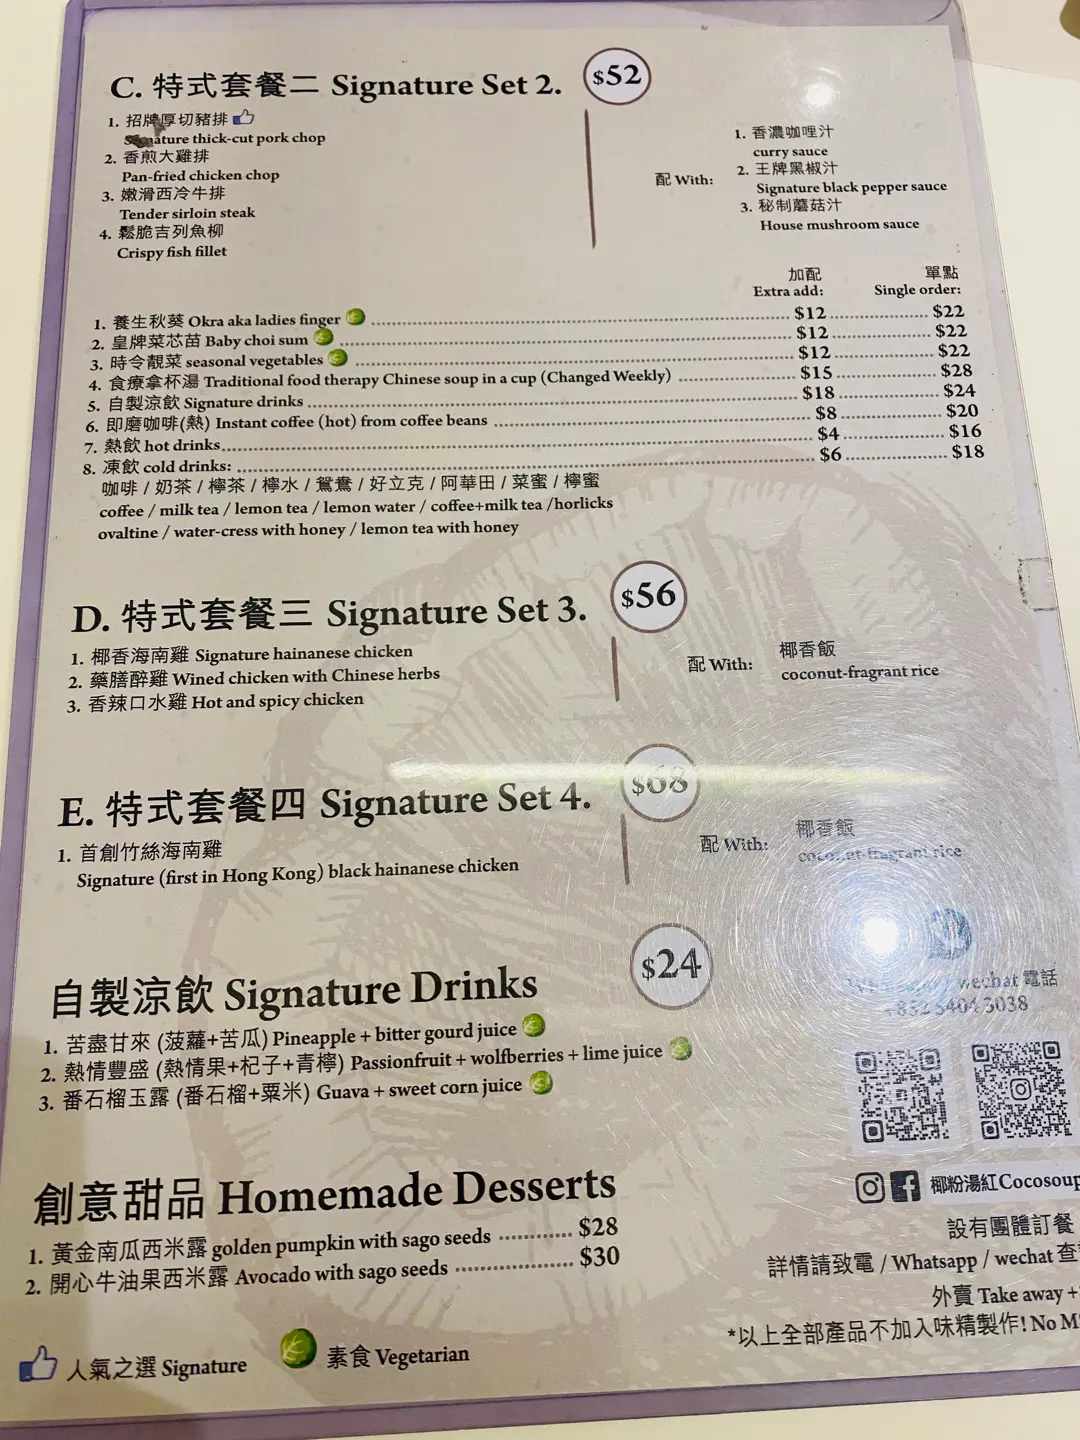 C. 特式套餐二 Signature Set 2. $52
1. 招牌厚切豬排
Signature thick-cut pork chop
2. 香煎大雞排
Pan-fried chicken chop
3. 嫩滑西冷牛排
Tender sirloin steak
4. 鬆脆吉列魚柳
Crispy fish fillet
配 With:
1. 香濃咖哩汁
curry sauce
2. 王牌黑椒汁
Signature black pepper sauce
3. 秘制蘑菇汁
House mushroom sauce
加配 單點
Extra add: Single order:
1. 養生秋葵 Okra aka ladies finger $12 $22
2. 皇牌菜芯苗 Baby choi sum $12 $22
3. 時令靚菜 seasonal vegetables $12 $22
4. 食療拿杯湯 Traditional food therapy Chinese soup in a cup (Changed Weekly) $15 $28
5. 自製涼飲 Signature drinks $18 $24
6. 即磨咖啡(熱) Instant coffee (hot) from coffee beans $8 $20
7. 熱飲 hot drinks $4 $16
8. 凍飲 cold drinks: $6 $18
咖啡 / 奶茶 / 檸茶 / 檸水 / 鴛鴦 / 好立克 / 阿華田 / 菜蜜 / 檸蜜
coffee / milk tea / lemon tea / lemon water / coffee+milk tea /horlicks
ovaltine / water-cress with honey / lemon tea with honey
D. 特式套餐三 Signature Set 3. $56
1. 椰香海南雞 Signature hainanese chicken
2. 藥膳醉雞 Wined chicken with Chinese herbs
3. 香辣口水雞 Hot and spicy chicken
配 With:
椰香飯
coconut-fragrant rice
E. 特式套餐四 Signature Set 4. $68
1. 首創竹絲海南雞
Signature (first in Hong Kong) black hainanese chicken
配 With:
椰香飯
coconut-fragrant rice
自製涼飲 Signature Drinks $24
1. 苦盡甘來 (菠蘿+苦瓜) Pineapple + bitter gourd juice
2. 熱情豐盛 (熱情果+杞子+青檸) Passionfruit + wolfberries + lime juice
3. 番石榴玉露 (番石榴+粟米) Guava + sweet corn juice
wechat 電話
創意甜品 Homemade Desserts
1. 黃金南瓜西米露 golden pumpkin with sago seeds $28
2. 開心牛油果西米露 Avocado with sago seeds $30
椰粉湯紅Cocosoup
設有團體訂餐
詳情請致電 / Whatsapp / wechat 查
外賣 Take away +
*以上全部產品不加入味精製作! No
人氣之選 Signature
素食 Vegetarian